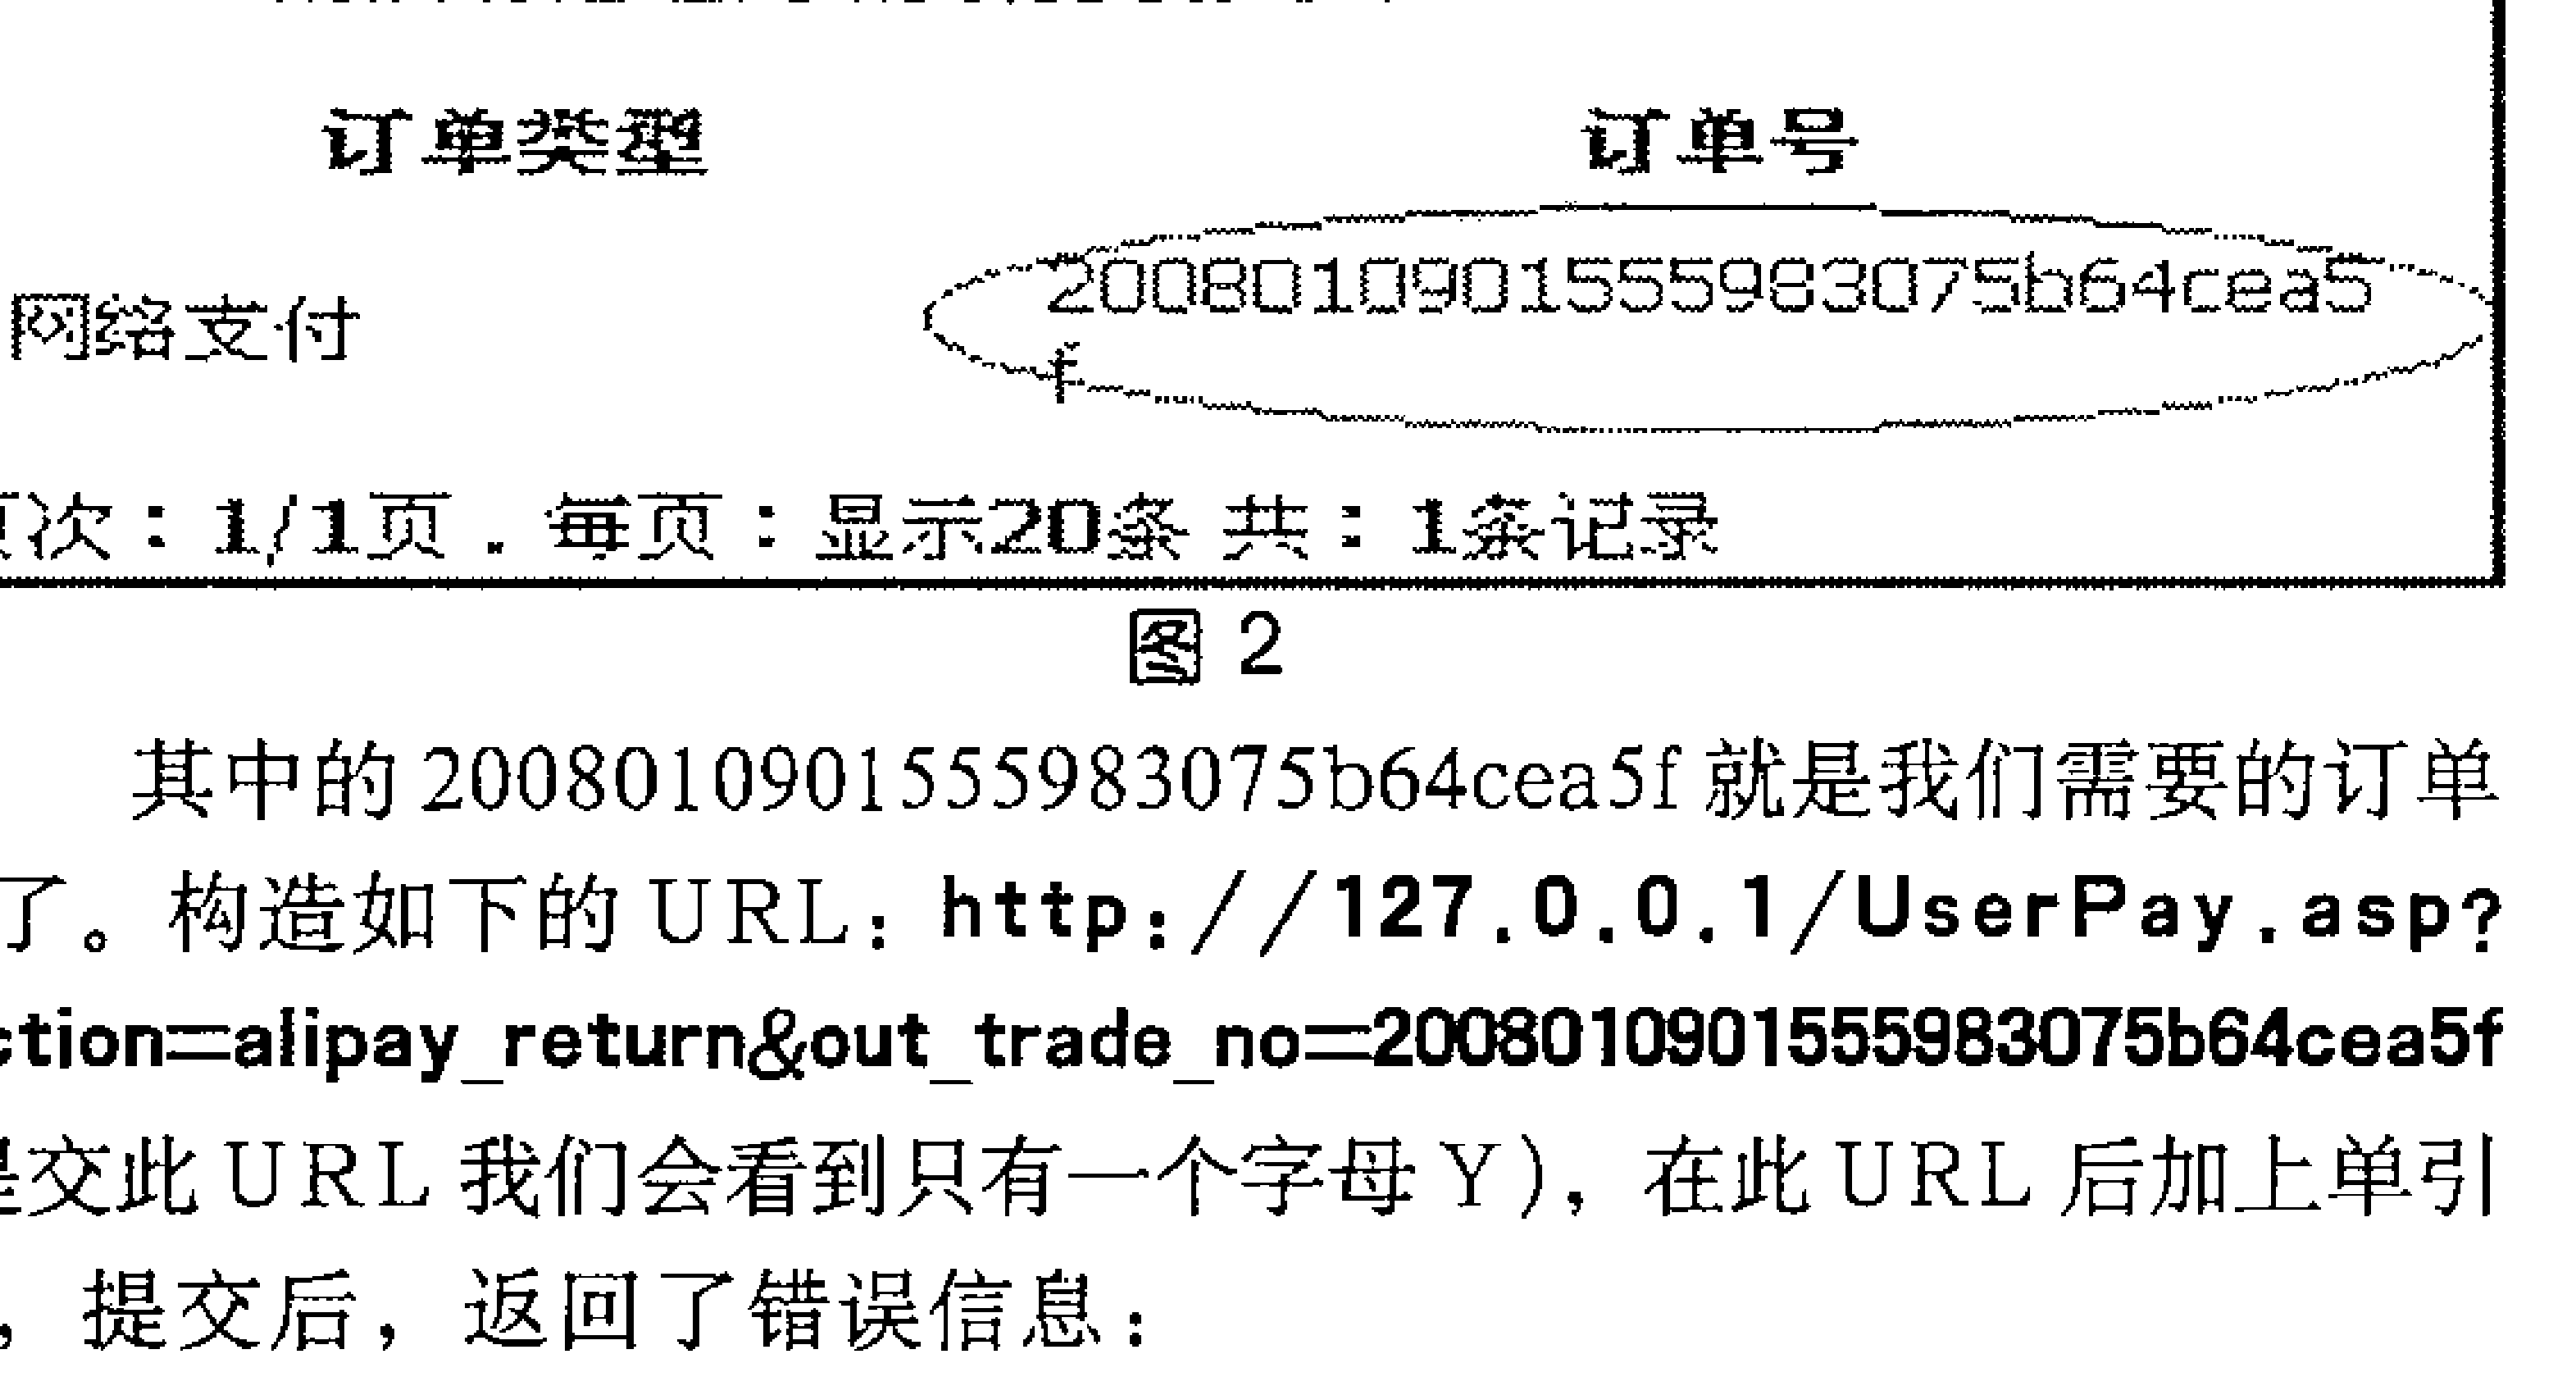 订单类型 订单号
网络支付 2008010901555983075b64cea5
f
次：1/1页．每页：显示20条 共：1条记录
图 2
其中的 2008010901555983075b64cea5f 就是我们需要的订单
了。构造如下的 URL：http://127.0.0.1/UserPay.asp?
ction=alipay_return&out_trade_no=2008010901555983075b64cea5f
交此 URL 我们会看到只有一个字母 Y)，在此 URL 后加上单引
，提交后，返回了错误信息：